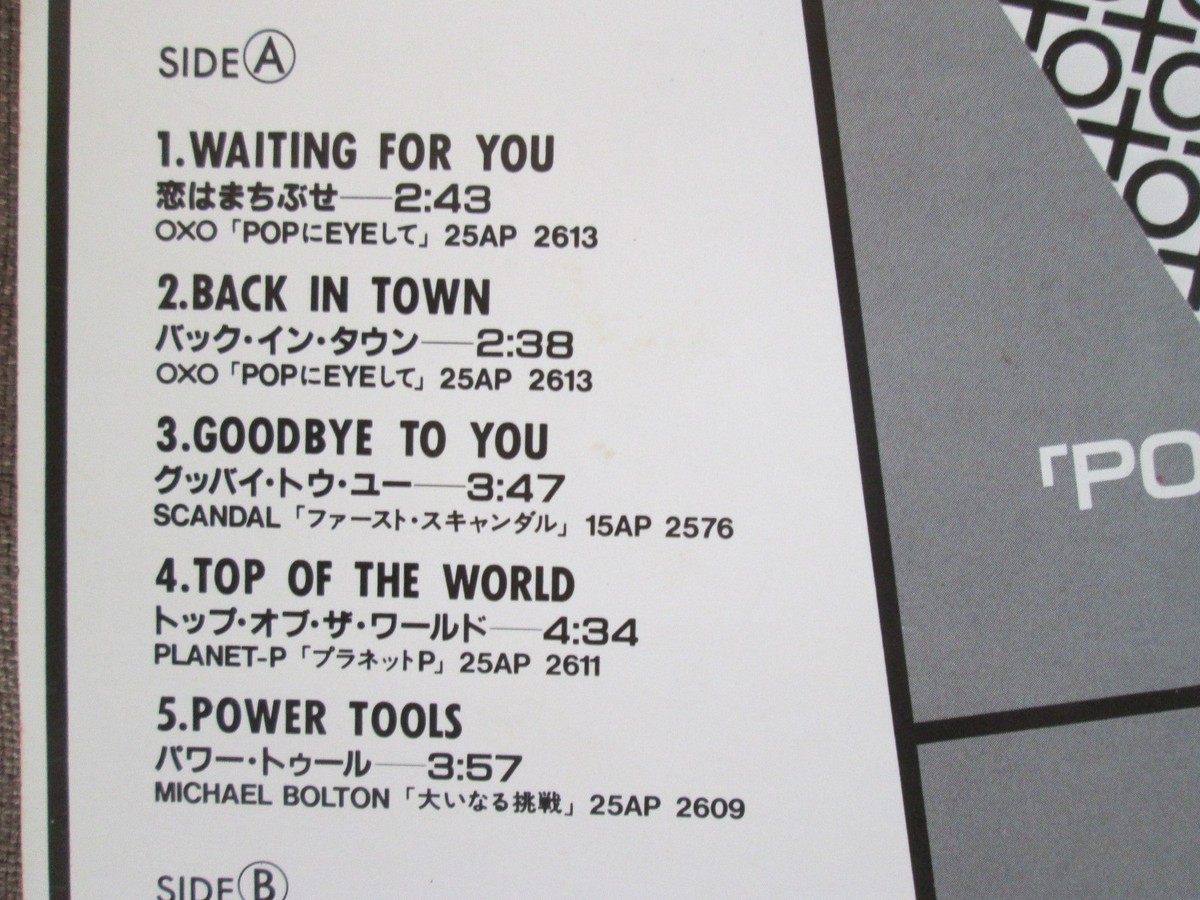 SIDE Ⓐ
1.WAITING FOR YOU
恋はまちぶせ——2:43
OXO「POPにEYEして」25AP 2613
2.BACK IN TOWN
バック・イン・タウン——2:38
OXO「POPにEYEして」25AP 2613
3.GOODBYE TO YOU
グッバイ・トゥ・ユー——3:47
SCANDAL「ファースト・スキャンダル」15AP 2576
4.TOP OF THE WORLD
トップ・オブ・ザ・ワールド——4:34
PLANET-P「プラネットP」25AP 2611
5.POWER TOOLS
パワー・トゥール——3:57
MICHAEL BOLTON「大いなる挑戦」25AP 2609
SIDE Ⓑ
「PO